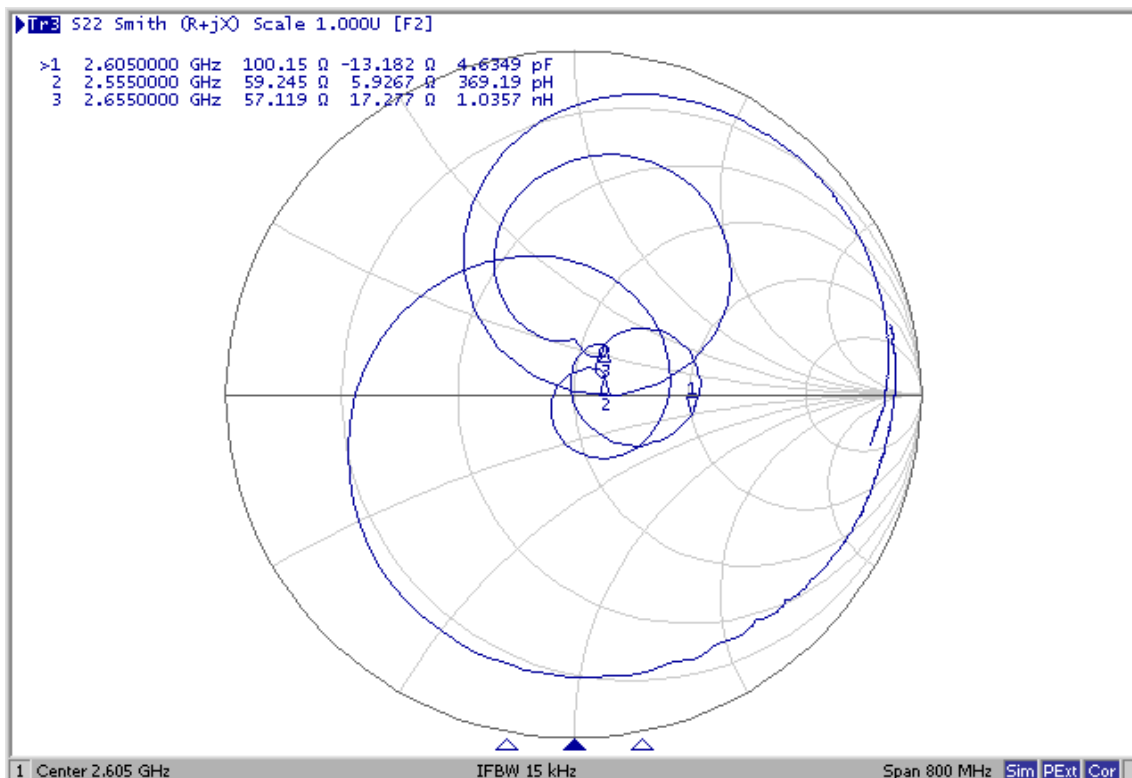 Tr3 S22 Smith (R+jX) Scale 1.000U [F2]
>1 2.6050000 GHz 100.15 Ω -13.182 Ω 4.6349 pF
2 2.5550000 GHz 59.245 Ω 5.9267 Ω 369.19 pH
3 2.6550000 GHz 57.119 Ω 17.277 Ω 1.0357 nH
3
1
2
1 Center 2.605 GHz IFBW 15 kHz Span 800 MHz Sim PExt Cor